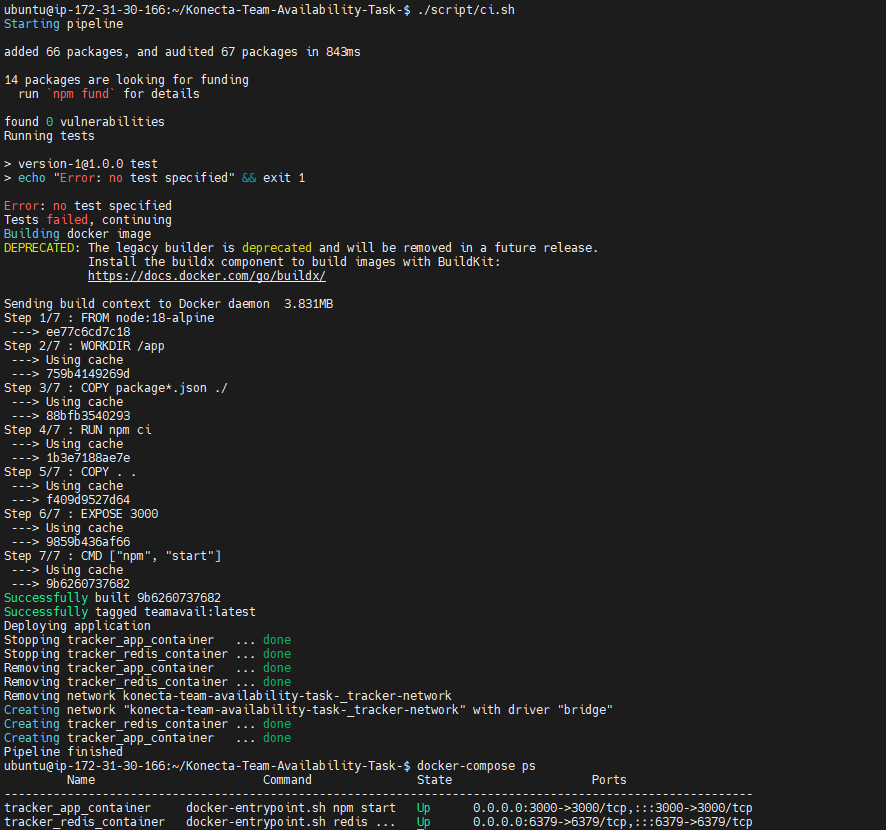 ubuntu@ip-172-31-30-166:~/Konecta-Team-Availability-Task-$ ./script/ci.sh
Starting pipeline
added 66 packages, and audited 67 packages in 843ms
14 packages are looking for funding
  run `npm fund` for details
found 0 vulnerabilities
Running tests
> version-1@1.0.0 test
> echo "Error: no test specified" && exit 1
Error: no test specified
Tests failed, continuing
Building docker image
DEPRECATED: The legacy builder is deprecated and will be removed in a future release.
            Install the buildx component to build images with BuildKit:
            https://docs.docker.com/go/buildx/
Sending build context to Docker daemon  3.831MB
Step 1/7 : FROM node:18-alpine
 ---> ee77c6cd7c18
Step 2/7 : WORKDIR /app
 ---> Using cache
 ---> 759b4149269d
Step 3/7 : COPY package*.json ./
 ---> Using cache
 ---> 88bfb3540293
Step 4/7 : RUN npm ci
 ---> Using cache
 ---> 1b3e7188ae7e
Step 5/7 : COPY . .
 ---> Using cache
 ---> f409d9527d64
Step 6/7 : EXPOSE 3000
 ---> Using cache
 ---> 9859b436af66
Step 7/7 : CMD ["npm", "start"]
 ---> Using cache
 ---> 9b6260737682
Successfully built 9b6260737682
Successfully tagged teamavail:latest
Deploying application
Stopping tracker_app_container   ... done
Stopping tracker_redis_container ... done
Removing tracker_app_container   ... done
Removing tracker_redis_container ... done
Removing network konecta-team-availability-task-_tracker-network
Creating network "konecta-team-availability-task-_tracker-network" with driver "bridge"
Creating tracker_redis_container ... done
Creating tracker_app_container   ... done
Pipeline finished
ubuntu@ip-172-31-30-166:~/Konecta-Team-Availability-Task-$ docker-compose ps
         Name                        Command               State                    Ports
-----------------------------------------------------------------------------------------------------------
tracker_app_container     docker-entrypoint.sh npm start   Up      0.0.0.0:3000->3000/tcp,:::3000->3000/tcp
tracker_redis_container   docker-entrypoint.sh redis ...   Up      0.0.0.0:6379->6379/tcp,:::6379->6379/tcp